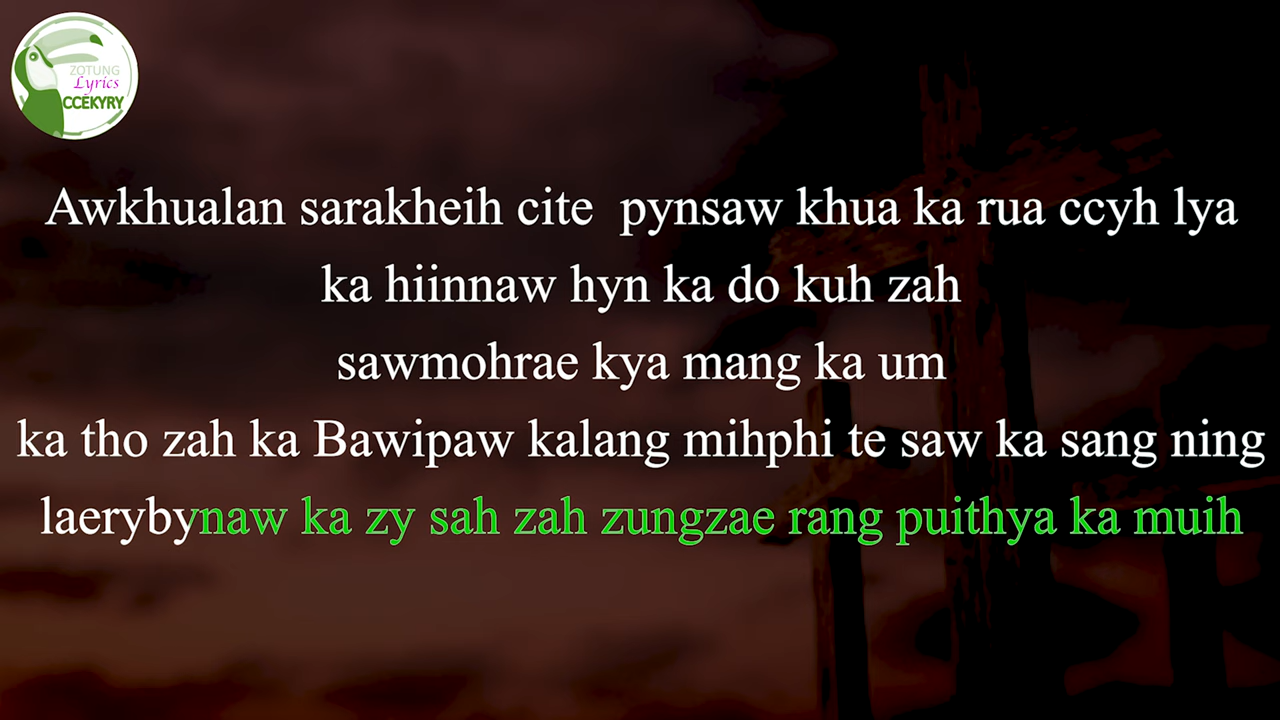 ZOTUNG
Lyrics
CCEKYRY
Awkhualan sarakheih cite  pynsaw khua ka rua ccyh lya
ka hiinnaw hyn ka do kuh zah
sawmohrae kya mang ka um
ka tho zah ka Bawipaw kalang mihphi te saw ka sang ning
laerybynaw ka zy sah zah zungzae rang puithya ka muih